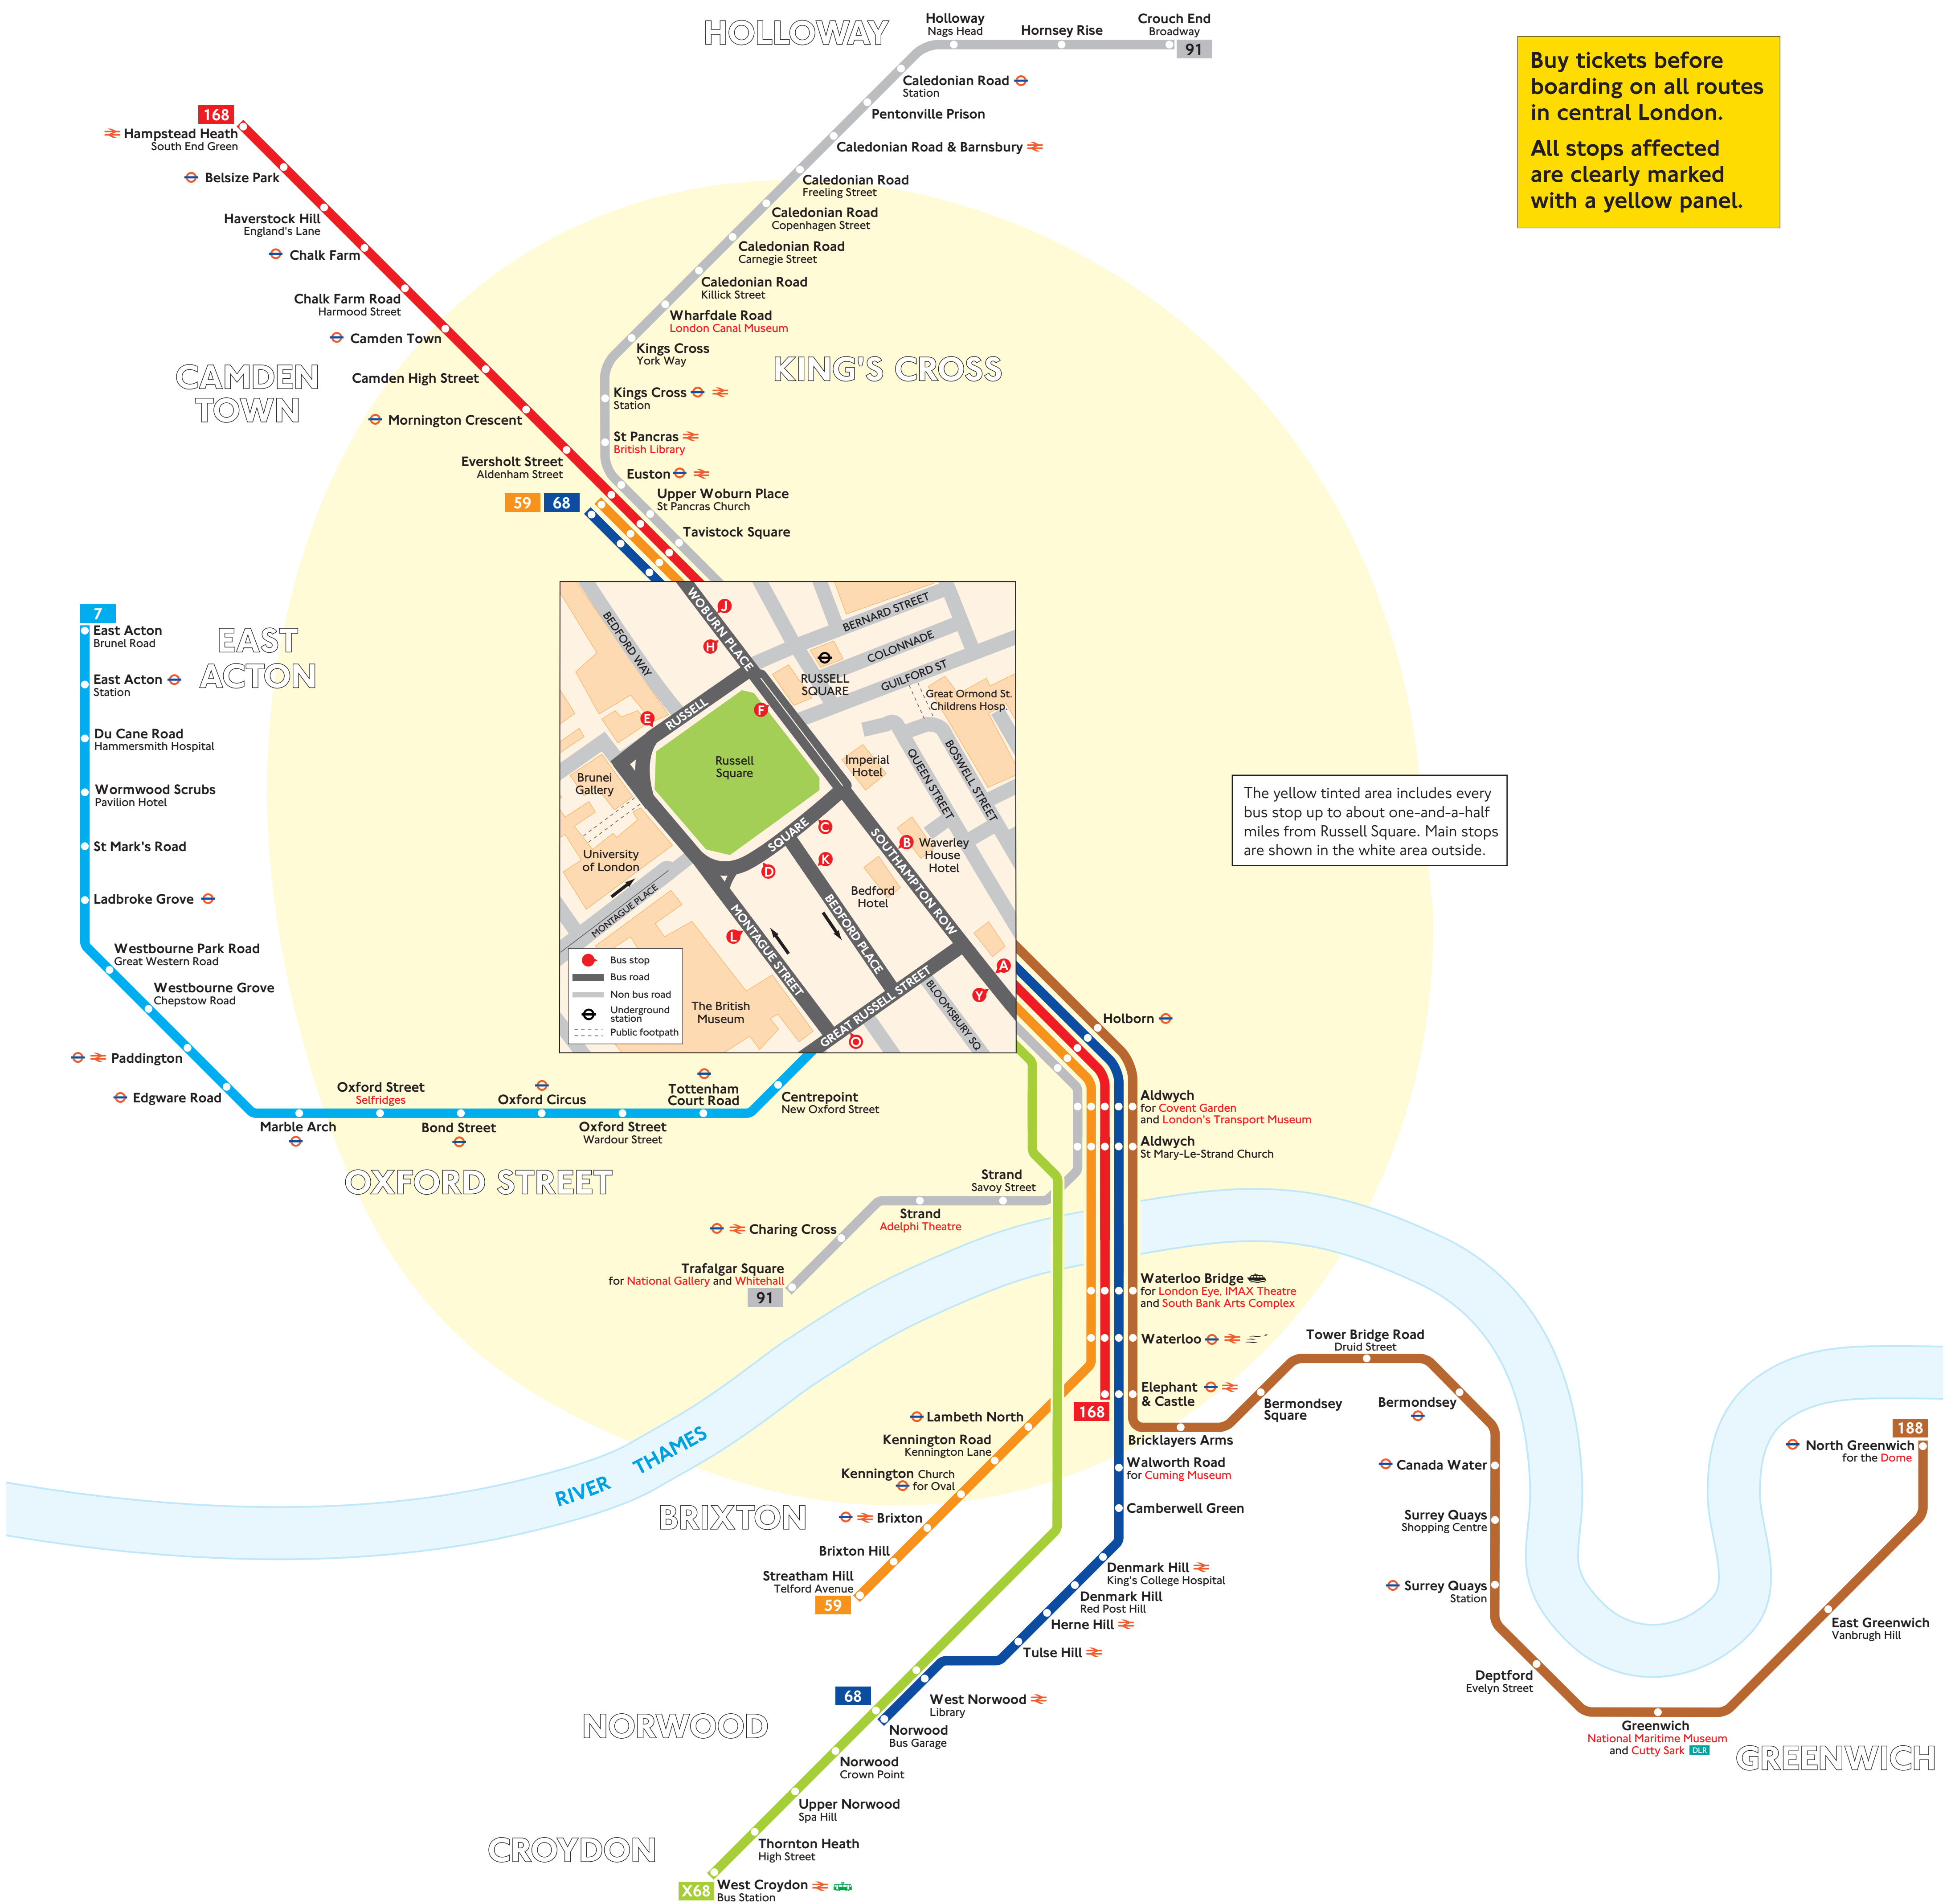 HOLLOWAY
Holloway
Nags Head
Hornsey Rise
Crouch End
Broadway
91
Caledonian Road
Station
Pentonville Prison
Caledonian Road & Barnsbury
Caledonian Road
Freeling Street
Caledonian Road
Copenhagen Street
Caledonian Road
Carnegie Street
Caledonian Road
Killick Street
Wharfdale Road
London Canal Museum
Kings Cross
York Way
KING'S CROSS
Kings Cross
Station
St Pancras
British Library
Euston
Upper Woburn Place
St Pancras Church
Tavistock Square
Buy tickets before
boarding on all routes
in central London.
All stops affected
are clearly marked
with a yellow panel.
168
Hampstead Heath
South End Green
Belsize Park
Haverstock Hill
England's Lane
Chalk Farm
Chalk Farm Road
Harmood Street
Camden Town
CAMDEN
TOWN
Camden High Street
Mornington Crescent
Eversholt Street
Aldenham Street
59
68
7
East Acton
Brunel Road
EAST
ACTON
East Acton
Station
Du Cane Road
Hammersmith Hospital
Wormwood Scrubs
Pavilion Hotel
St Mark's Road
Ladbroke Grove
Westbourne Park Road
Great Western Road
Westbourne Grove
Chepstow Road
Paddington
Edgware Road
Marble Arch
Oxford Street
Selfridges
Bond Street
Oxford Circus
Oxford Street
Wardour Street
Tottenham
Court Road
Centrepoint
New Oxford Street
OXFORD STREET
WOBURN PLACE
BEDFORD WAY
J
H
BERNARD STREET
COLONNADE
GUILFORD ST
RUSSELL
SQUARE
Great Ormond St.
Childrens Hosp.
E
RUSSELL
F
Russell
Square
Brunei
Gallery
Imperial
Hotel
QUEEN STREET
BOSWELL STREET
SQUARE
C
K
D
B
Waverley
House
Hotel
SOUTHAMPTON ROW
University
of London
MONTAGUE PLACE
Bedford
Hotel
BEDFORD PLACE
MONTAGUE STREET
L
A
Y
GREAT RUSSELL STREET
BLOOMSBURY SQ
O
The British
Museum
Bus stop
Bus road
Non bus road
Underground
station
Public footpath
The yellow tinted area includes every
bus stop up to about one-and-a-half
miles from Russell Square. Main stops
are shown in the white area outside.
Holborn
Aldwych
for Covent Garden
and London's Transport Museum
Aldwych
St Mary-Le-Strand Church
Strand
Savoy Street
Strand
Adelphi Theatre
Charing Cross
Trafalgar Square
for National Gallery and Whitehall
91
Waterloo Bridge
for London Eye, IMAX Theatre
and South Bank Arts Complex
Waterloo
Elephant
& Castle
168
Bricklayers Arms
Bermondsey
Square
Tower Bridge Road
Druid Street
Bermondsey
Canada Water
Surrey Quays
Shopping Centre
Surrey Quays
Station
Deptford
Evelyn Street
Greenwich
National Maritime Museum
and Cutty Sark DLR
GREENWICH
East Greenwich
Vanbrugh Hill
188
North Greenwich
for the Dome
RIVER THAMES
Lambeth North
Kennington Road
Kennington Lane
Kennington Church
for Oval
BRIXTON
Brixton
Brixton Hill
Streatham Hill
Telford Avenue
59
Walworth Road
for Cuming Museum
Camberwell Green
Denmark Hill
King's College Hospital
Denmark Hill
Red Post Hill
Herne Hill
Tulse Hill
68
West Norwood
Library
NORWOOD
Norwood
Bus Garage
Norwood
Crown Point
Upper Norwood
Spa Hill
CROYDON
Thornton Heath
High Street
X68
West Croydon
Bus Station